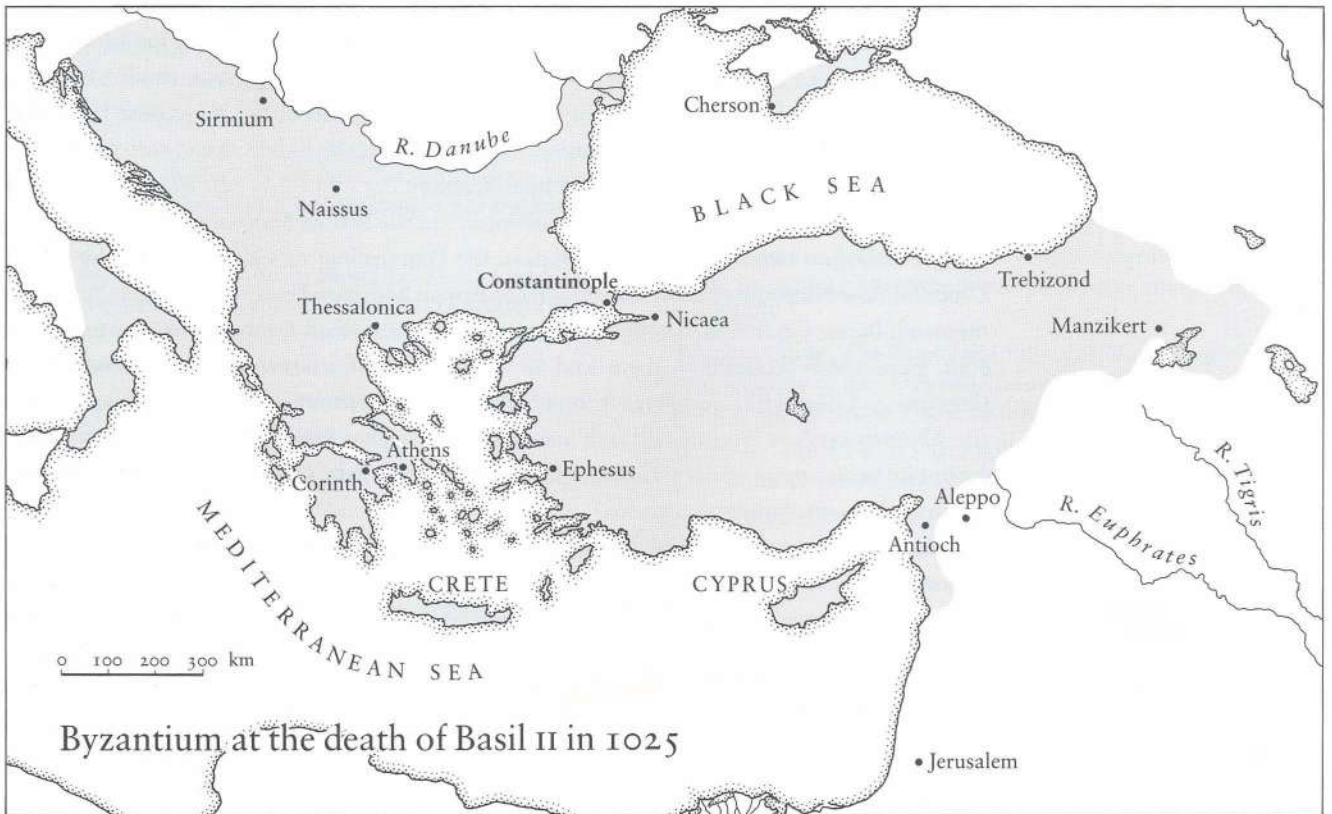 Sirmium
R. Danube
Naissus
Cherson
BLACK SEA
Constantinople
Thessalonica
Nicaea
Trebizond
Manzikert
Athens
Corinth
Ephesus
Aleppo
Antioch
R. Tigris
R. Euphrates
CRETE
CYPRUS
MEDITERRANEAN SEA
0 100 200 300 km
Byzantium at the death of Basil II in 1025
Jerusalem